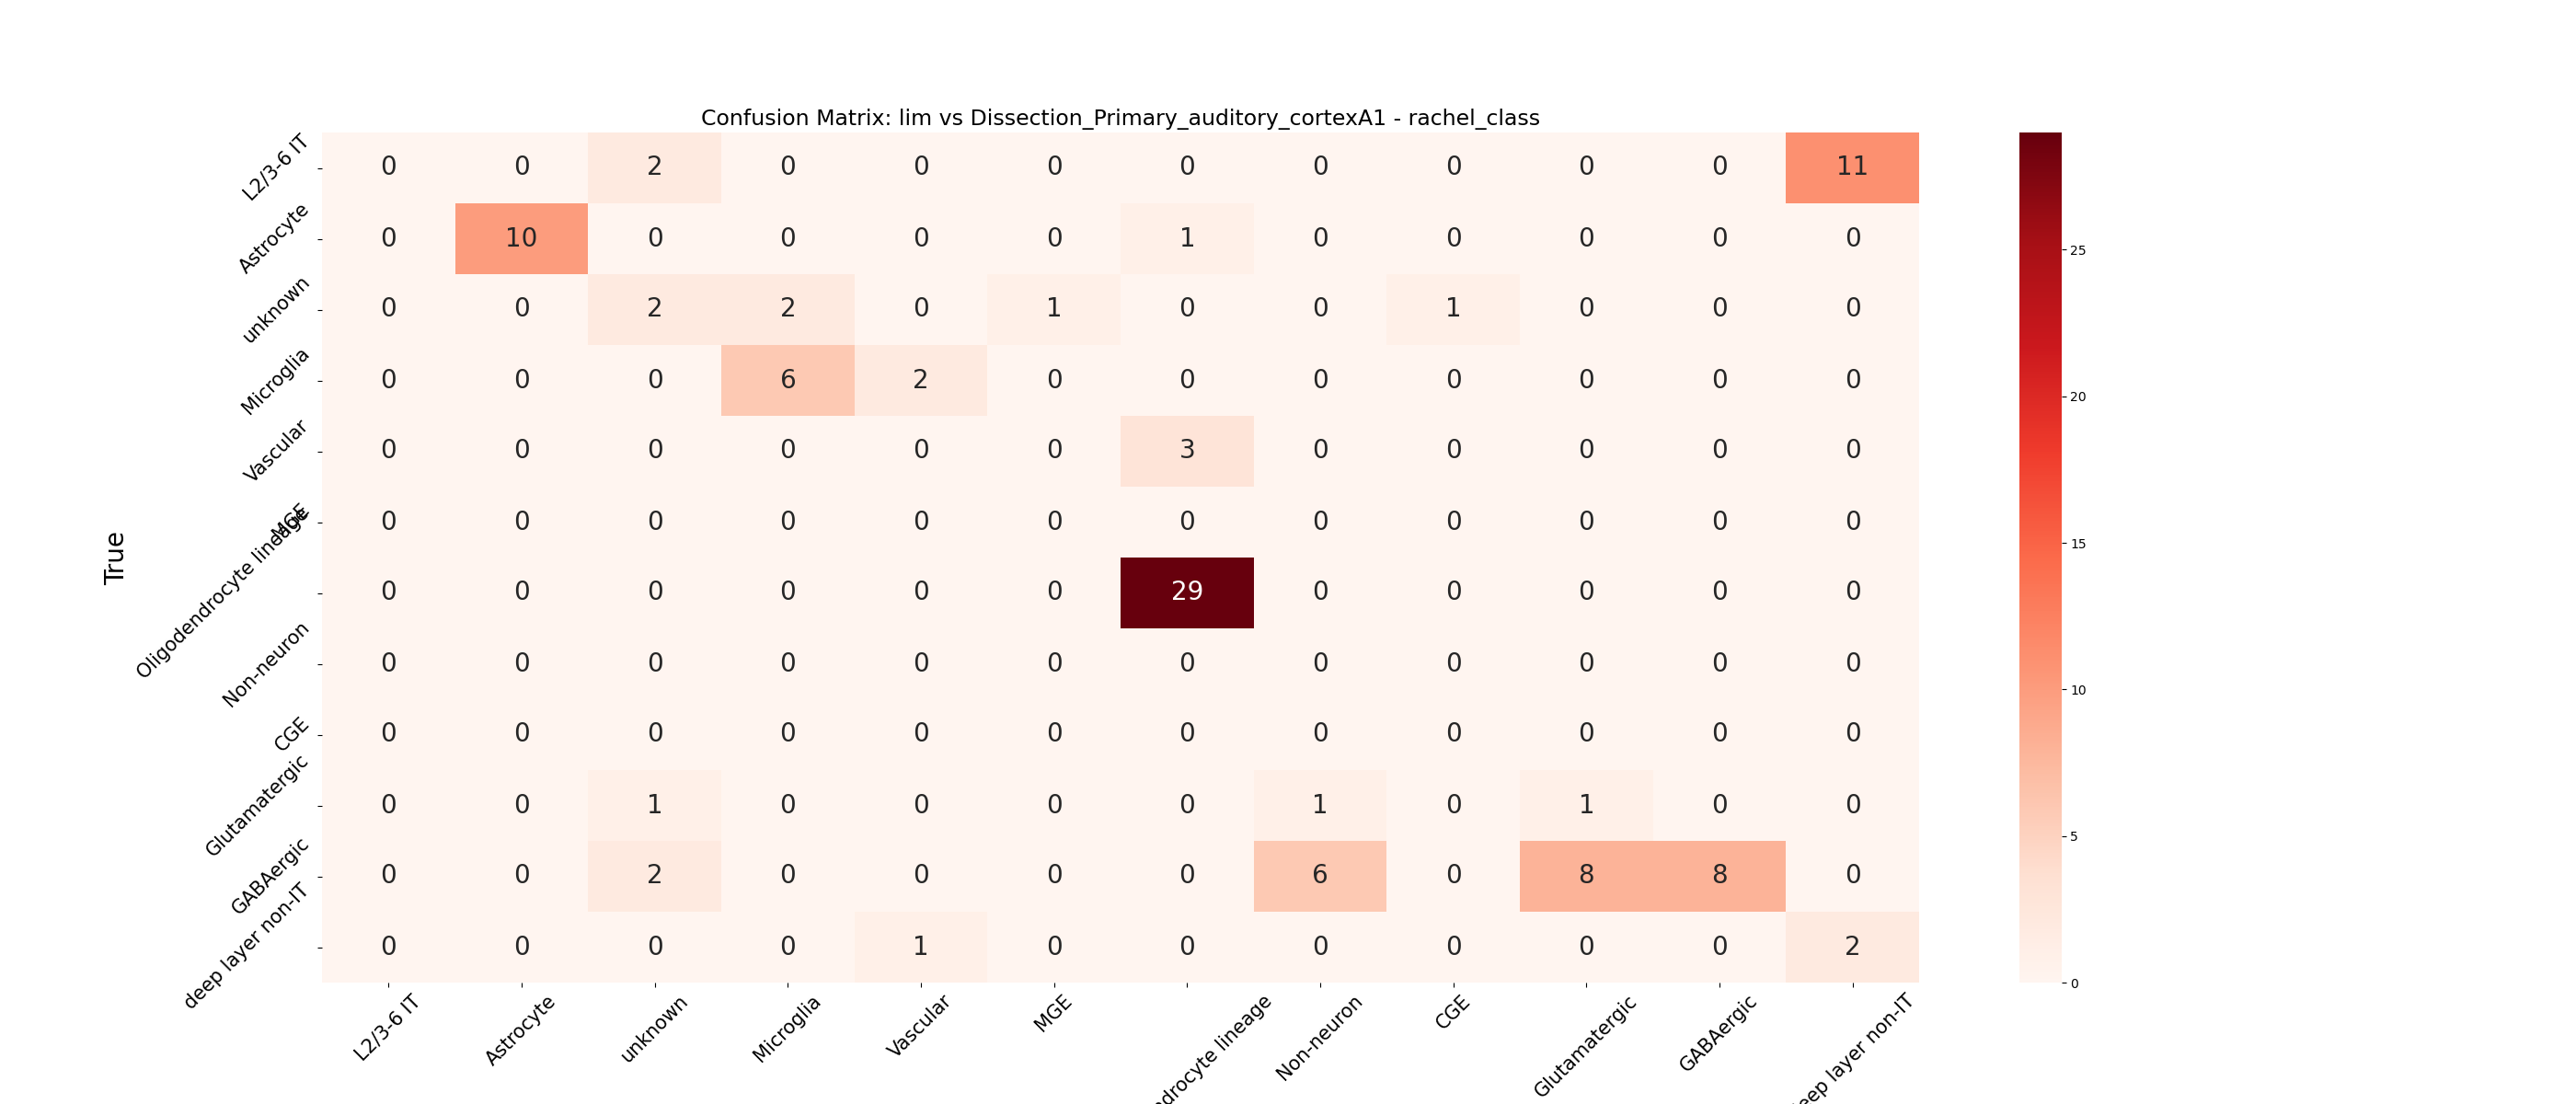 Confusion Matrix: lim vs Dissection_Primary_auditory_cortexA1 - rachel_class
L2/3-6 IT 0 0 2 0 0 0 0 0 0 0 0 11
Astrocyte 0 10 0 0 0 0 1 0 0 0 0 0
unknown 0 0 2 2 0 1 0 0 1 0 0 0
Microglia 0 0 0 6 2 0 0 0 0 0 0 0
Vascular 0 0 0 0 0 0 3 0 0 0 0 0
MGE 0 0 0 0 0 0 0 0 0 0 0 0
Oligodendrocyte lineage 0 0 0 0 0 0 29 0 0 0 0 0
Non-neuron 0 0 0 0 0 0 0 0 0 0 0 0
CGE 0 0 0 0 0 0 0 0 0 0 0 0
Glutamatergic 0 0 1 0 0 0 0 1 0 1 0 0
GABAergic 0 0 2 0 0 0 0 6 0 8 8 0
deep layer non-IT 0 0 0 0 1 0 0 0 0 0 0 2
True
L2/3-6 IT Astrocyte unknown Microglia Vascular MGE ndrocyte lineage Non-neuron CGE Glutamatergic GABAergic eep layer non-IT
25
20
15
10
5
0